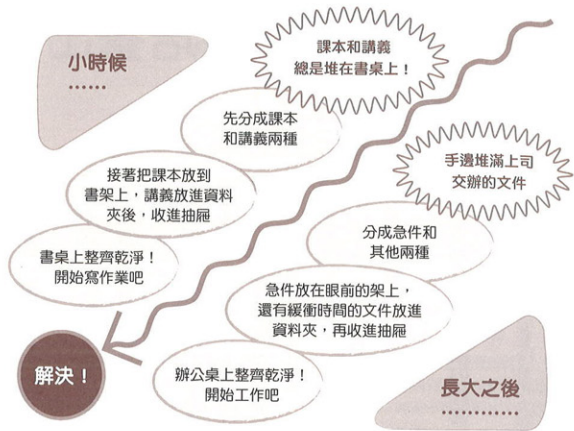 小時候
……
課本和講義
總是堆在書桌上！
先分成課本
和講義兩種
接著把課本放到
書架上，講義放進資料
夾後，收進抽屜
書桌上整齊乾淨！
開始寫作業吧
手邊堆滿上司
交辦的文件
分成急件和
其他兩種
急件放在眼前的架上，
還有緩衝時間的文件放進
資料夾，再收進抽屜
辦公桌上整齊乾淨！
開始工作吧
解決！
長大之後
…………